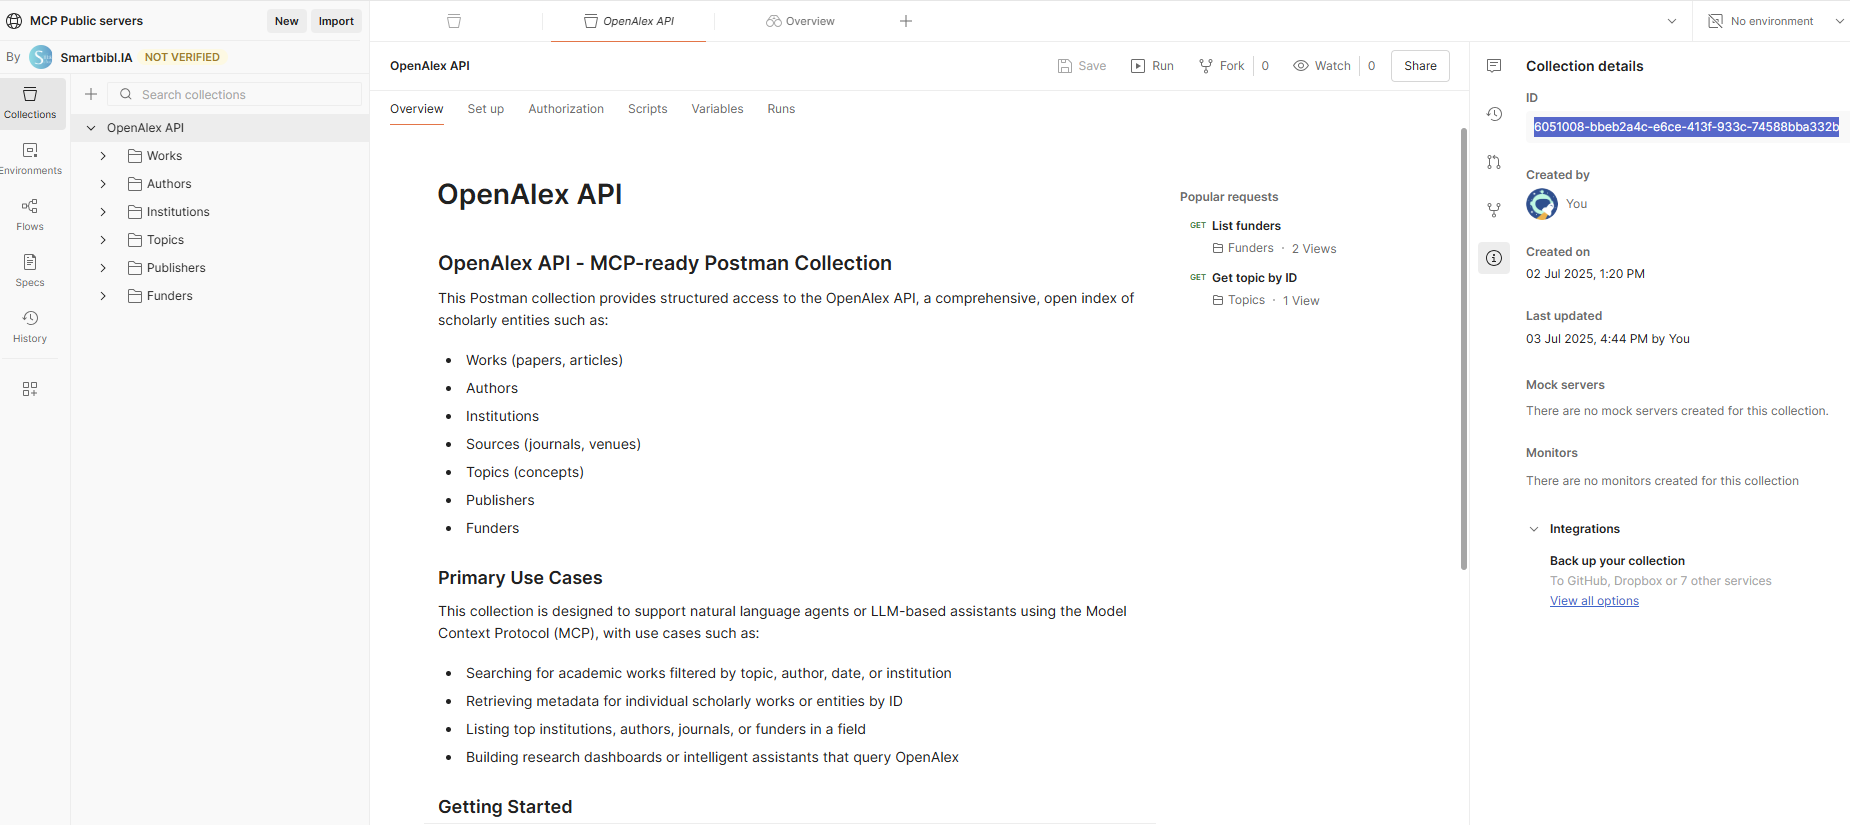 MCP Public servers
New
Import
By
Smartbibl.IA
NOT VERIFIED
Collections
Environments
Flows
Specs
History
Search collections
OpenAlex API
Works
Authors
Institutions
Topics
Publishers
Funders
OpenAlex API
Overview
No environment
OpenAlex API
Save
Run
Fork
0
Watch
0
Share
Overview
Set up
Authorization
Scripts
Variables
Runs
OpenAlex API
OpenAlex API - MCP-ready Postman Collection
This Postman collection provides structured access to the OpenAlex API, a comprehensive, open index of
scholarly entities such as:
• Works (papers, articles)
• Authors
• Institutions
• Sources (journals, venues)
• Topics (concepts)
• Publishers
• Funders
Primary Use Cases
This collection is designed to support natural language agents or LLM-based assistants using the Model
Context Protocol (MCP), with use cases such as:
• Searching for academic works filtered by topic, author, date, or institution
• Retrieving metadata for individual scholarly works or entities by ID
• Listing top institutions, authors, journals, or funders in a field
• Building research dashboards or intelligent assistants that query OpenAlex
Getting Started
Popular requests
GET List funders
Funders · 2 Views
GET Get topic by ID
Topics · 1 View
Collection details
ID
6051008-bbeb2a4c-e6ce-413f-933c-74588bba332b
Created by
You
Created on
02 Jul 2025, 1:20 PM
Last updated
03 Jul 2025, 4:44 PM by You
Mock servers
There are no mock servers created for this collection.
Monitors
There are no monitors created for this collection
Integrations
Back up your collection
To GitHub, Dropbox or 7 other services
View all options